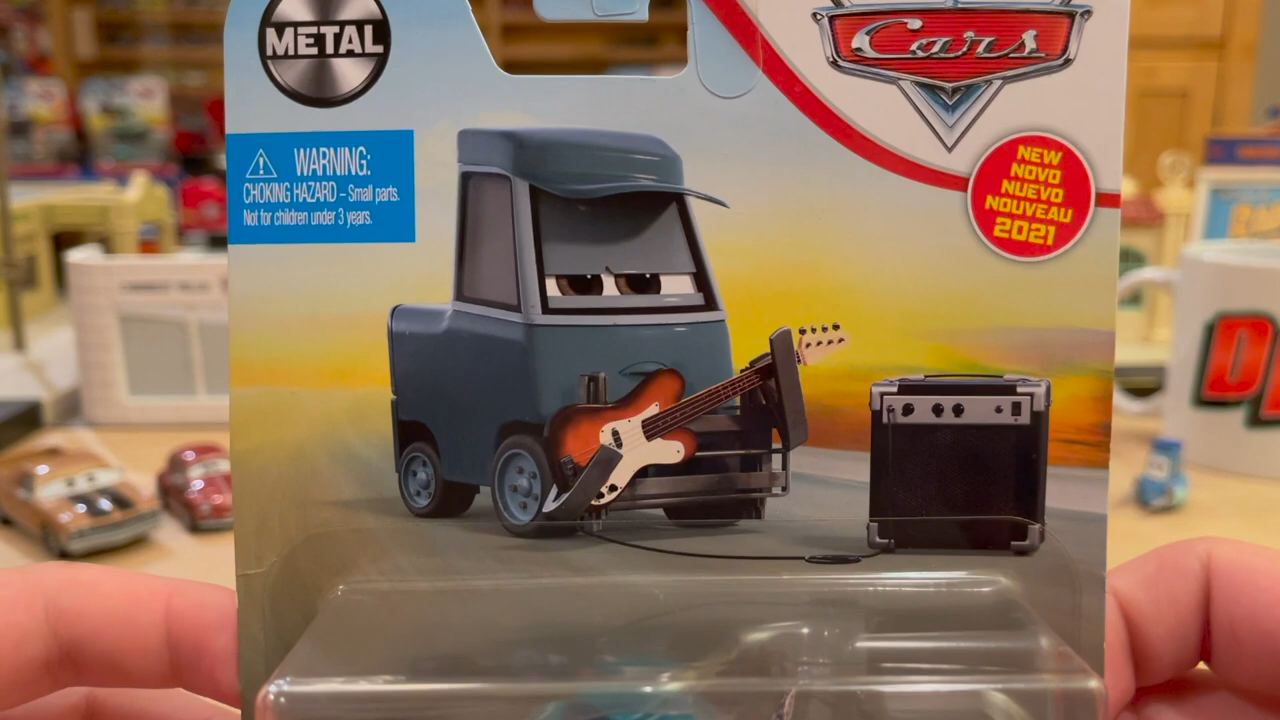 METAL
Cars
WARNING:
CHOKING HAZARD – Small parts.
Not for children under 3 years.
NEW
NOVO
NUEVO
NOUVEAU
2021